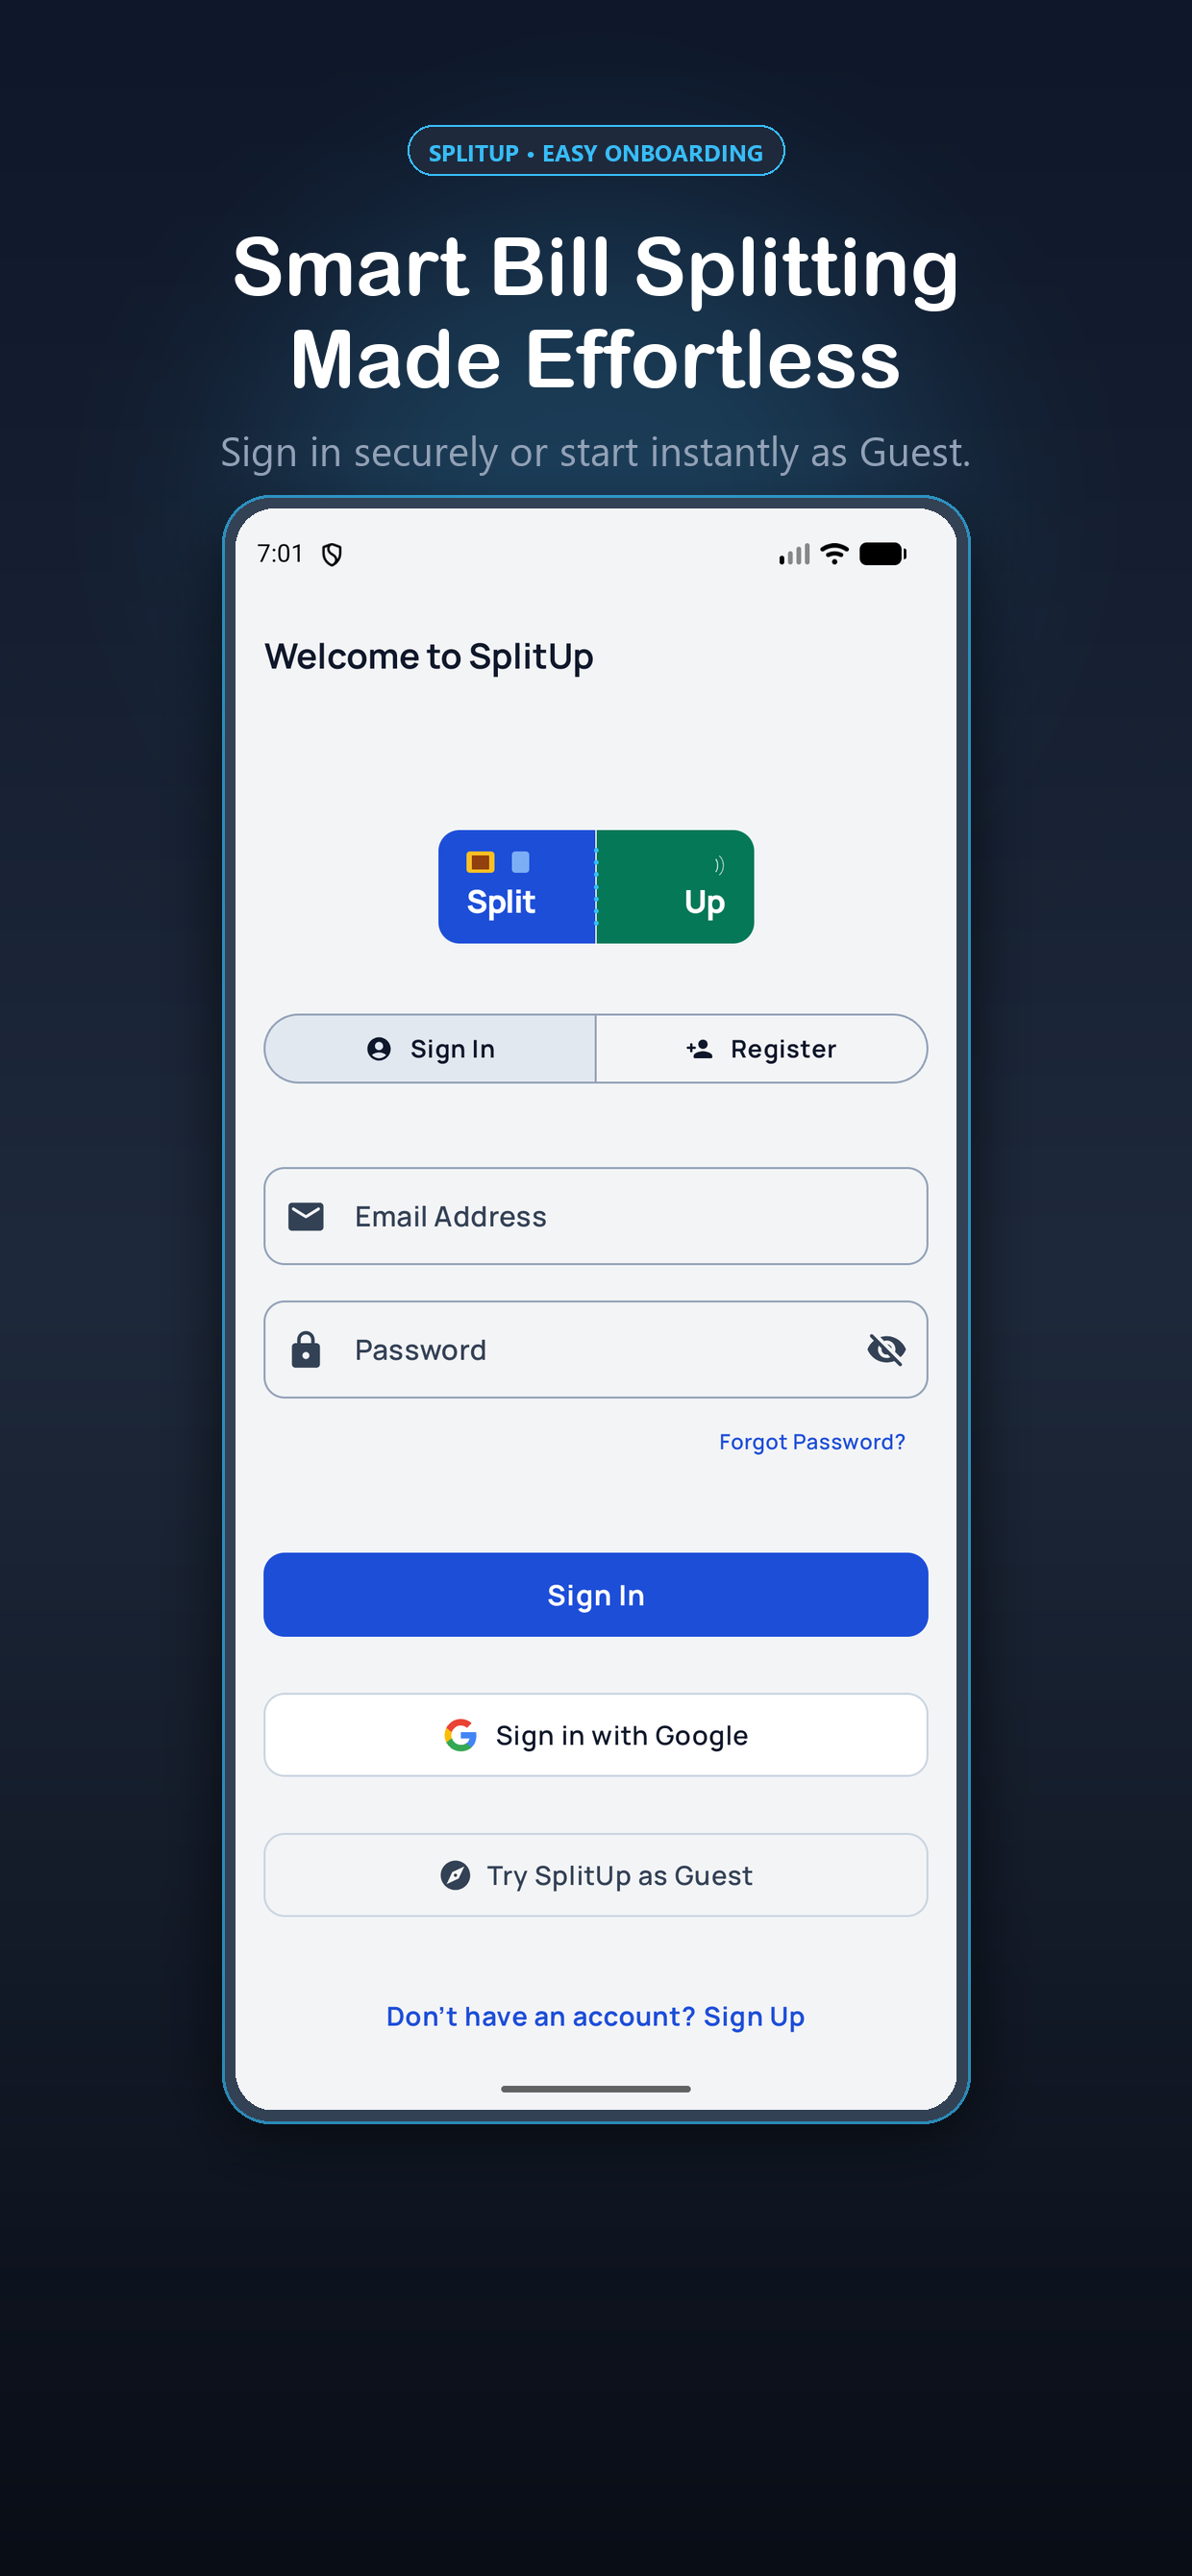 SPLITUP • EASY ONBOARDING
Smart Bill Splitting
Made Effortless
Sign in securely or start instantly as Guest.
7:01
Welcome to SplitUp
Split Up
Sign In Register
Email Address
Password
Forgot Password?
Sign In
Sign in with Google
Try SplitUp as Guest
Don’t have an account? Sign Up